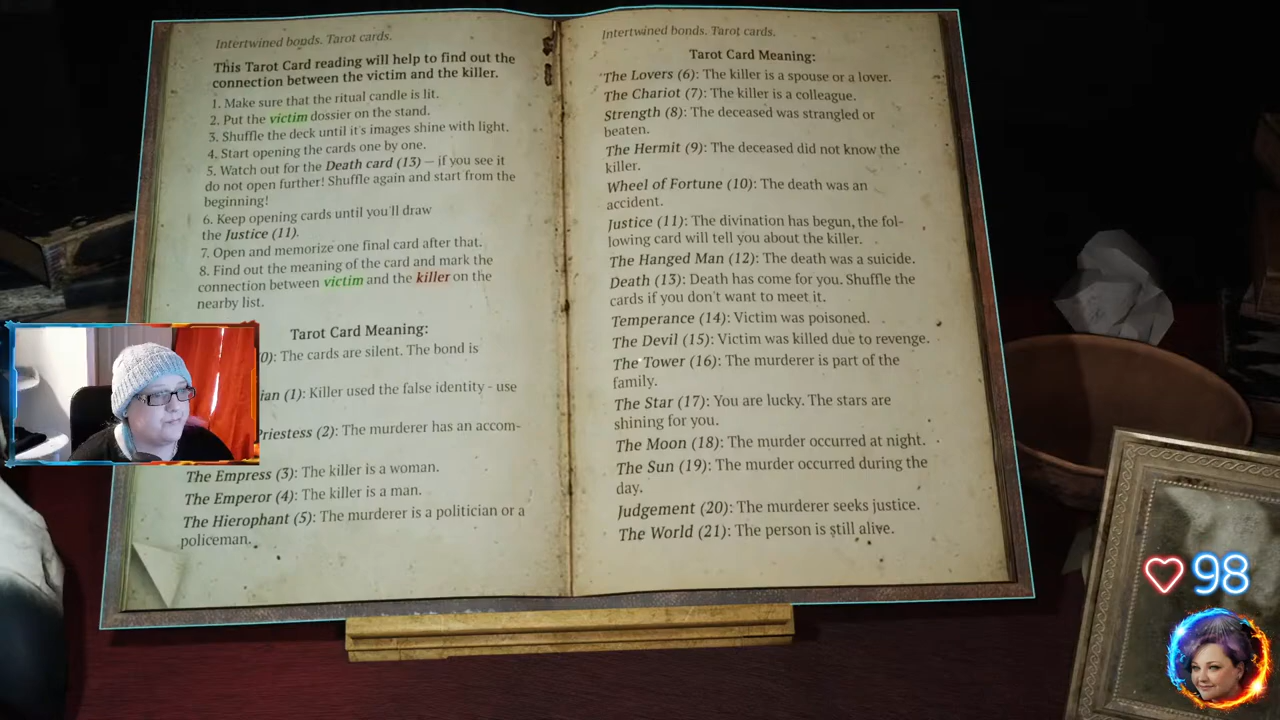 Intertwined bonds. Tarot cards.
This Tarot Card reading will help to find out the
connection between the victim and the killer.
1. Make sure that the ritual candle is lit.
2. Put the victim dossier on the stand.
3. Shuffle the deck until it's images shine with light.
4. Start opening the cards one by one.
5. Watch out for the Death card (13) – if you see it
do not open further! Shuffle again and start from the
beginning!
6. Keep opening cards until you'll draw
the Justice (11).
7. Open and memorize one final card after that.
8. Find out the meaning of the card and mark the
connection between victim and the killer on the
nearby list.
Tarot Card Meaning:
0): The cards are silent. The bond is
ian (1): Killer used the false identity - use
Priestess (2): The murderer has an accom-
The Empress (3): The killer is a woman.
The Emperor (4): The killer is a man.
The Hierophant (5): The murderer is a politician or a
policeman.
Intertwined bonds. Tarot cards.
Tarot Card Meaning:
The Lovers (6): The killer is a spouse or a lover.
The Chariot (7): The killer is a colleague.
Strength (8): The deceased was strangled or
beaten.
The Hermit (9): The deceased did not know the
killer.
Wheel of Fortune (10): The death was an
accident.
Justice (11): The divination has begun, the fol-
lowing card will tell you about the killer.
The Hanged Man (12): The death was a suicide.
Death (13): Death has come for you. Shuffle the
cards if you don't want to meet it.
Temperance (14): Victim was poisoned.
The Devil (15): Victim was killed due to revenge.
The Tower (16): The murderer is part of the
family.
The Star (17): You are lucky. The stars are
shining for you.
The Moon (18): The murder occurred at night.
The Sun (19): The murder occurred during the
day.
Judgement (20): The murderer seeks justice.
The World (21): The person is still alive.
98